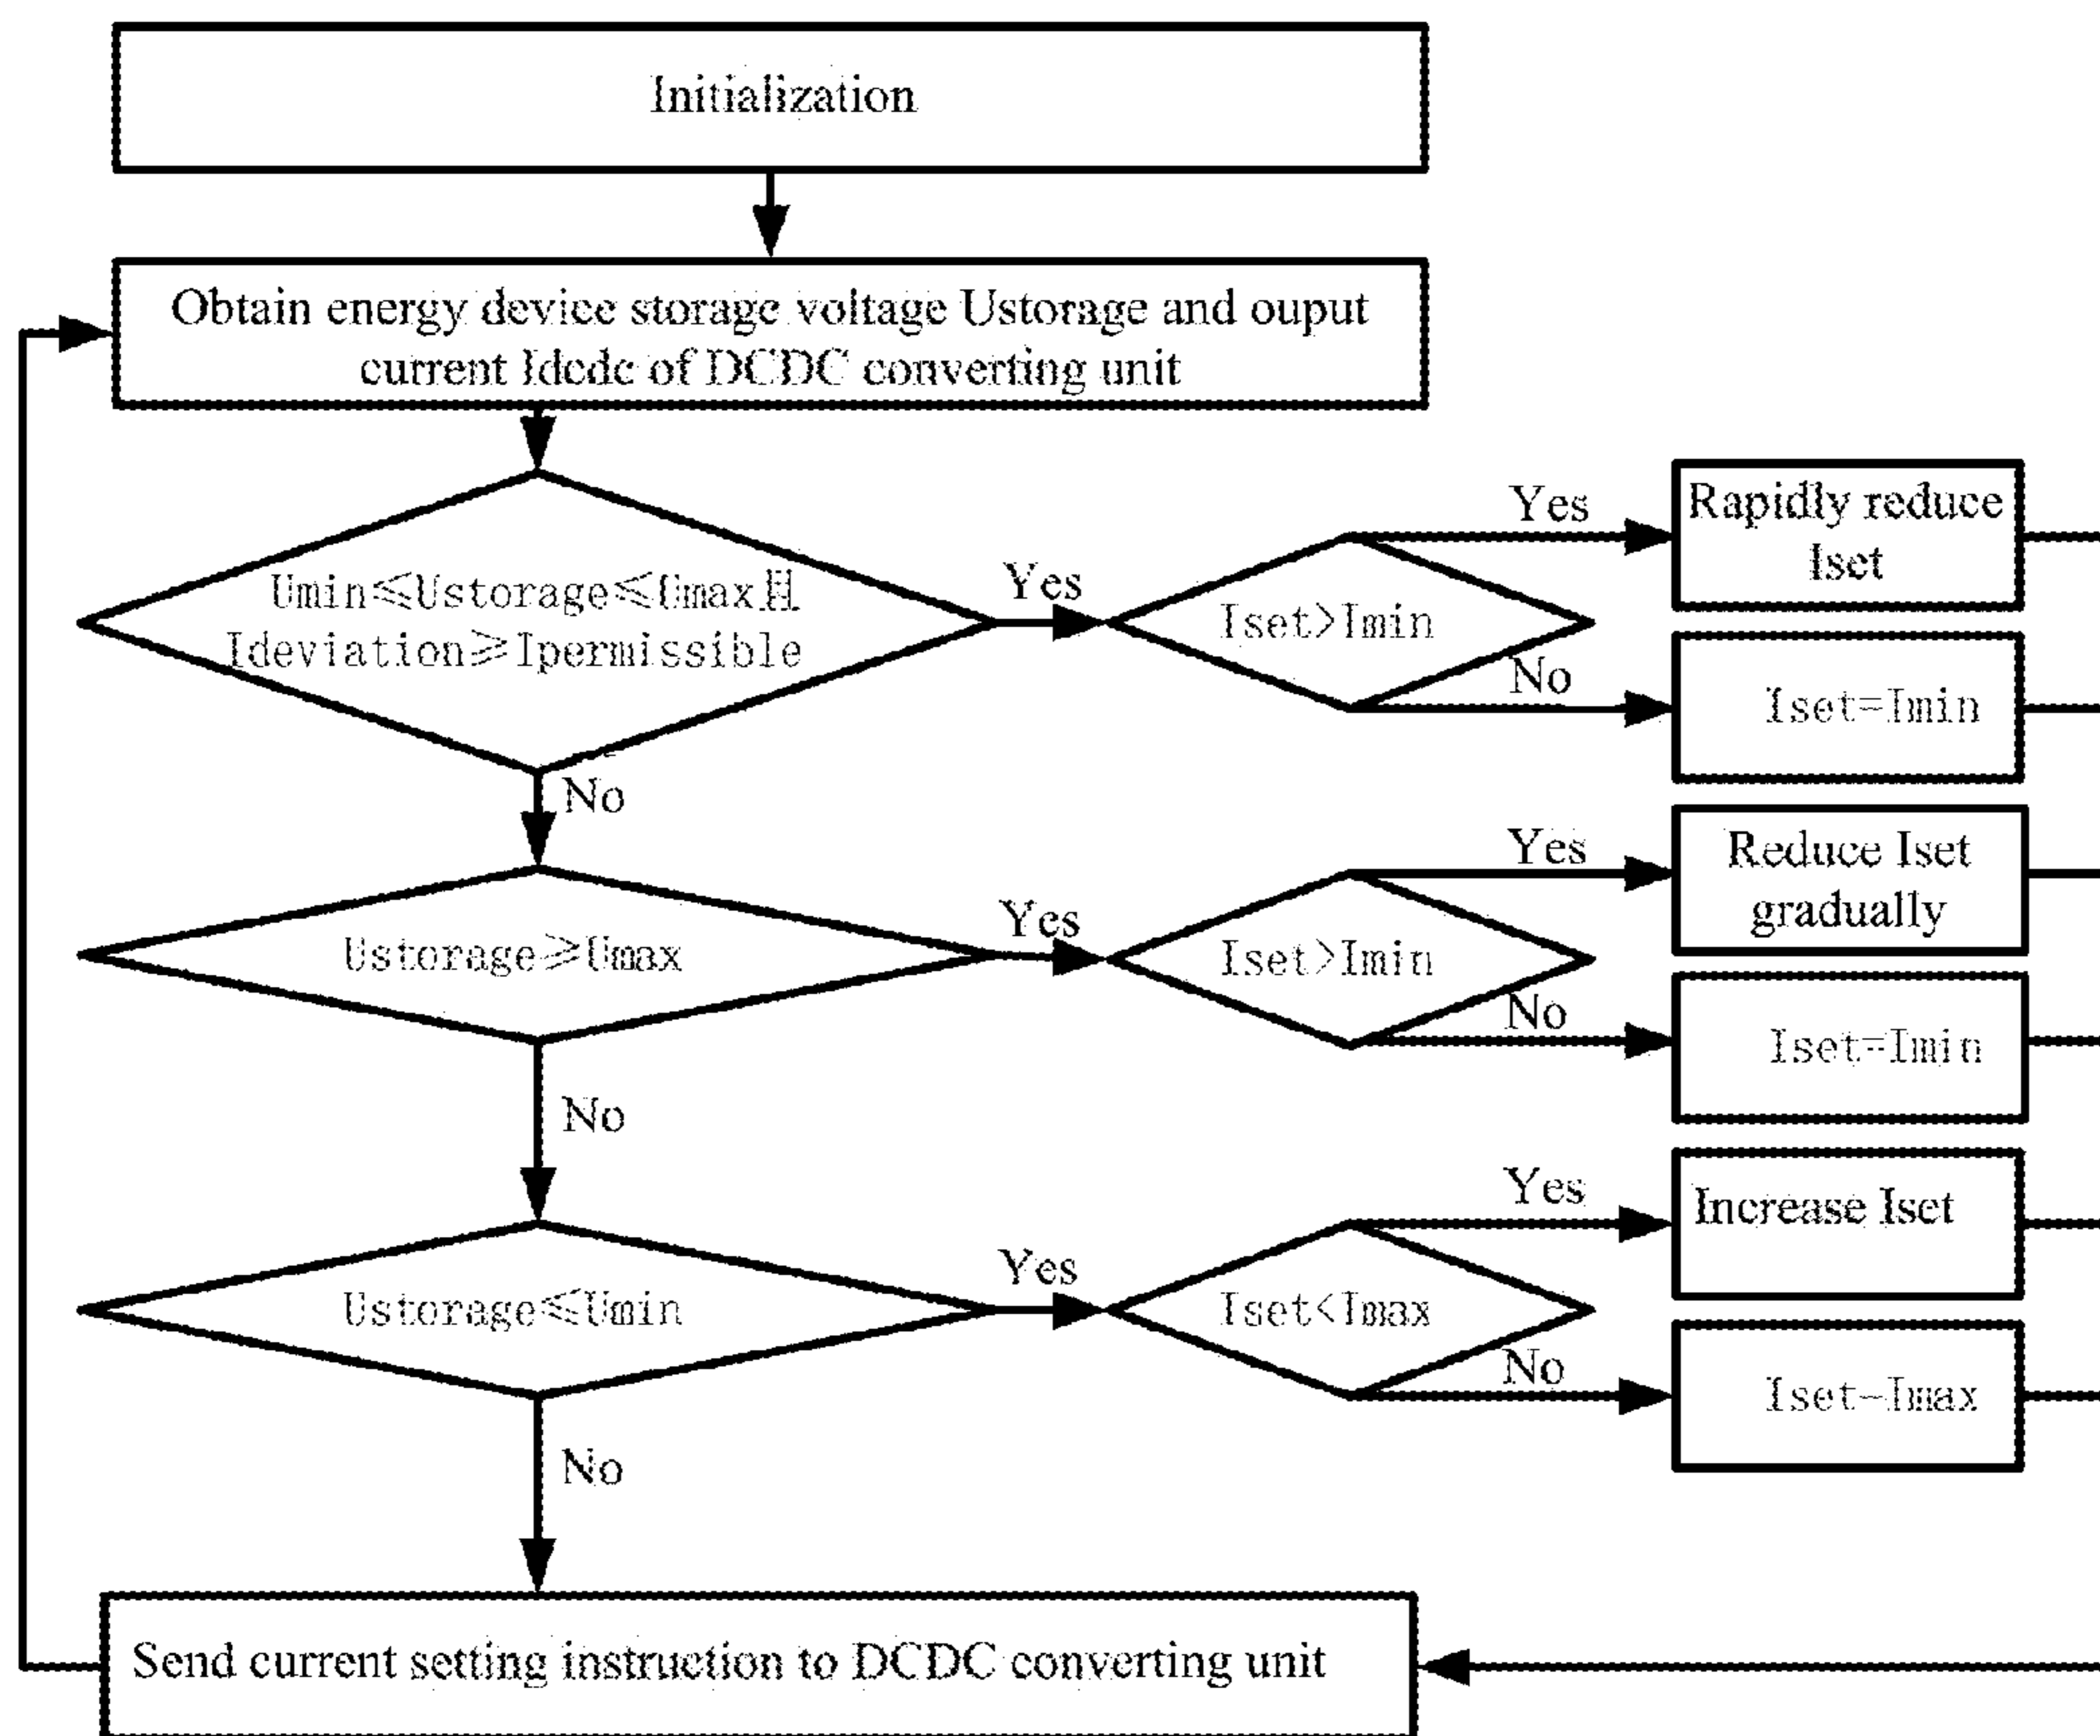 Initialization
Obtain energy device storage voltage Ustorage and ouput
current Idcdc of DCDC converting unit
Umin≤Ustorage≤Umax且
Ideviation≥Ipermissible
Yes
Iset>Imin
Yes
Rapidly reduce
Iset
No
Iset=Imin
No
Ustorage≥Umax
Yes
Iset>Imin
Yes
Reduce Iset
gradually
No
Iset=Imin
No
Ustorage≤Umin
Yes
Iset<Imax
Yes
Increase Iset
No
Iset=Imax
No
Send current setting instruction to DCDC converting unit